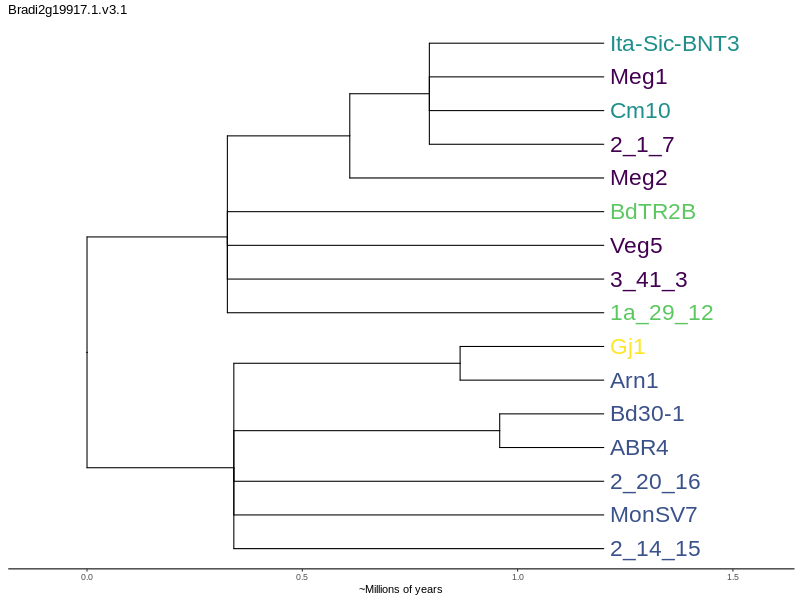 Bradi2g19917.1.v3.1
Ita-Sic-BNT3
Meg1
Cm10
2_1_7
Meg2
BdTR2B
Veg5
3_41_3
1a_29_12
Gj1
Arn1
Bd30-1
ABR4
2_20_16
MonSV7
2_14_15
0.0 0.5 1.0 1.5
~Millions of years